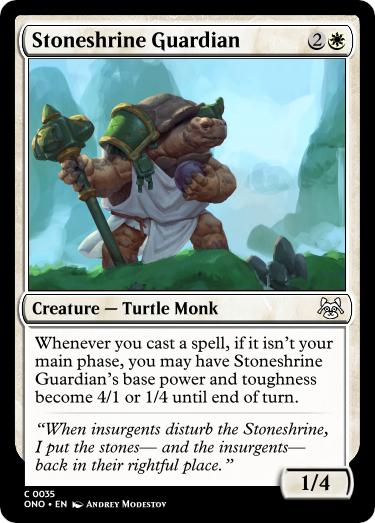 Stoneshrine Guardian 2
Creature — Turtle Monk
Whenever you cast a spell, if it isn't your
main phase, you may have Stoneshrine
Guardian's base power and toughness
become 4/1 or 1/4 until end of turn.
"When insurgents disturb the Stoneshrine,
I put the stones— and the insurgents—
back in their rightful place."
1/4
C 0035
ONO • EN Andrey Modestov